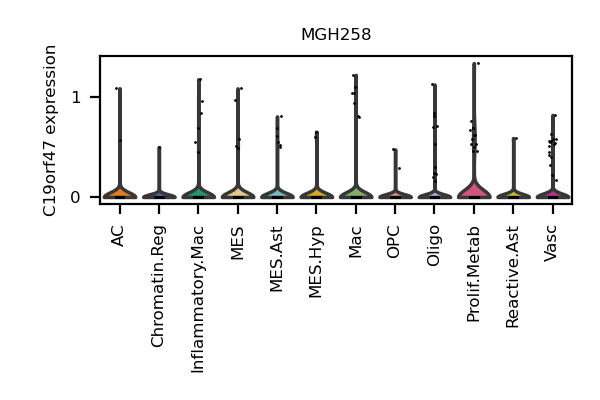 MGH258
C19orf47 expression
1
0
AC
Chromatin.Reg
Inflammatory.Mac
MES
MES.Ast
MES.Hyp
Mac
OPC
Oligo
Prolif.Metab
Reactive.Ast
Vasc